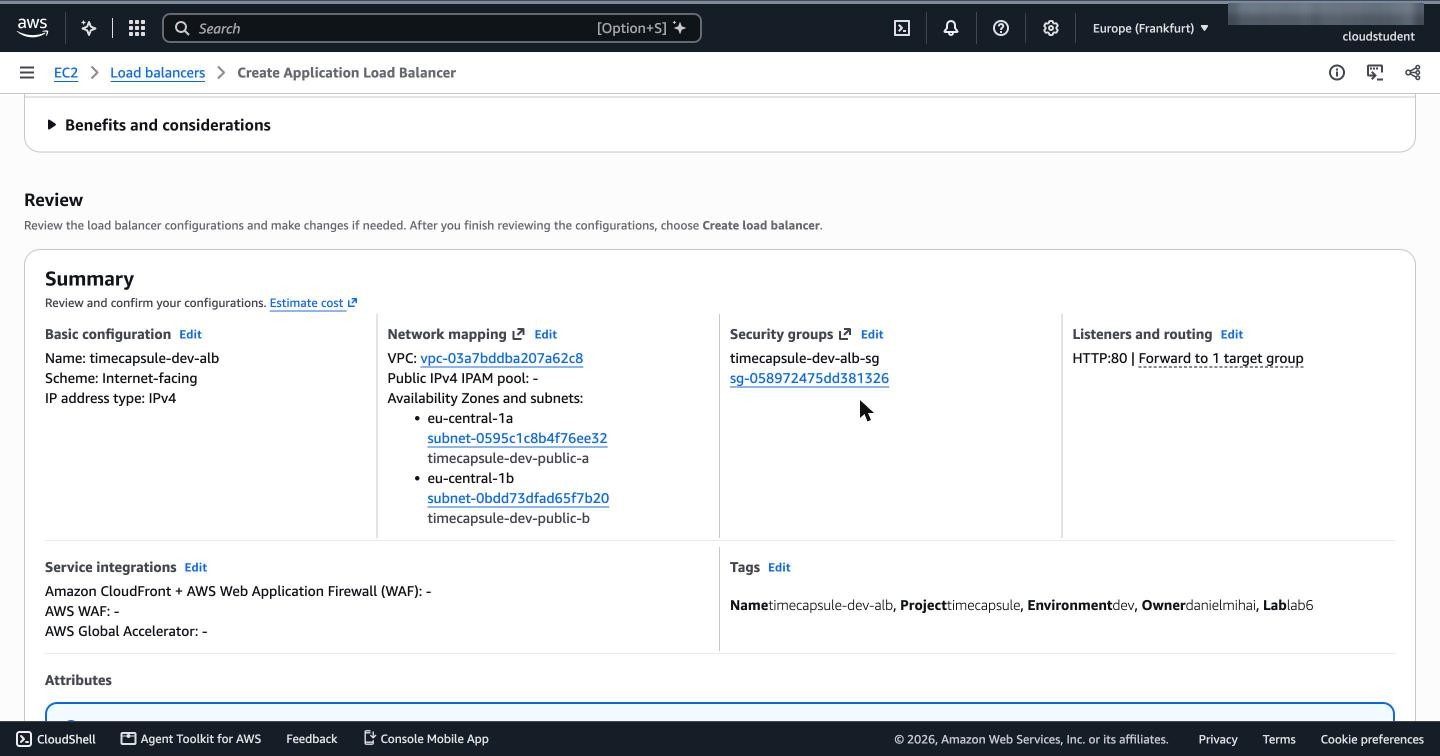 aws
Search [Option+S]
Europe (Frankfurt)
cloudstudent
EC2 Load balancers Create Application Load Balancer
Benefits and considerations
Review
Review the load balancer configurations and make changes if needed. After you finish reviewing the configurations, choose Create load balancer.
Summary
Review and confirm your configurations. Estimate cost
Basic configuration Edit
Name: timecapsule-dev-alb
Scheme: Internet-facing
IP address type: IPv4
Network mapping Edit
VPC: vpc-03a7bddba207a62c8
Public IPv4 IPAM pool: -
Availability Zones and subnets:
• eu-central-1a
subnet-0595c1c8b4f76ee32
timecapsule-dev-public-a
• eu-central-1b
subnet-0bdd73dfad65f7b20
timecapsule-dev-public-b
Security groups Edit
timecapsule-dev-alb-sg
sg-058972475dd381326
Listeners and routing Edit
HTTP:80 | Forward to 1 target group
Service integrations Edit
Amazon CloudFront + AWS Web Application Firewall (WAF): -
AWS WAF: -
AWS Global Accelerator: -
Tags Edit
Nametimecapsule-dev-alb, Projecttimecapsule, Environmentdev, Ownerdanielmihai, Lablab6
Attributes
CloudShell Agent Toolkit for AWS Feedback Console Mobile App © 2026, Amazon Web Services, Inc. or its affiliates. Privacy Terms Cookie preferences